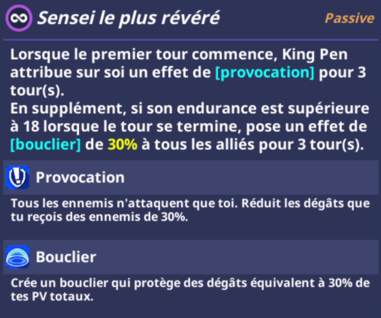 Sensei le plus révéré
Passive
Lorsque le premier tour commence, King Pen
attribue sur soi un effet de [provocation] pour 3
tour(s).
En supplément, si son endurance est supérieure
à 18 lorsque le tour se termine, pose un effet de
[bouclier] de 30% à tous les alliés pour 3 tour(s).
Provocation
Tous les ennemis n'attaquent que toi. Réduit les dégâts que
tu reçois des ennemis de 30%.
Bouclier
Crée un bouclier qui protège des dégâts équivalent à 30% de
tes PV totaux.